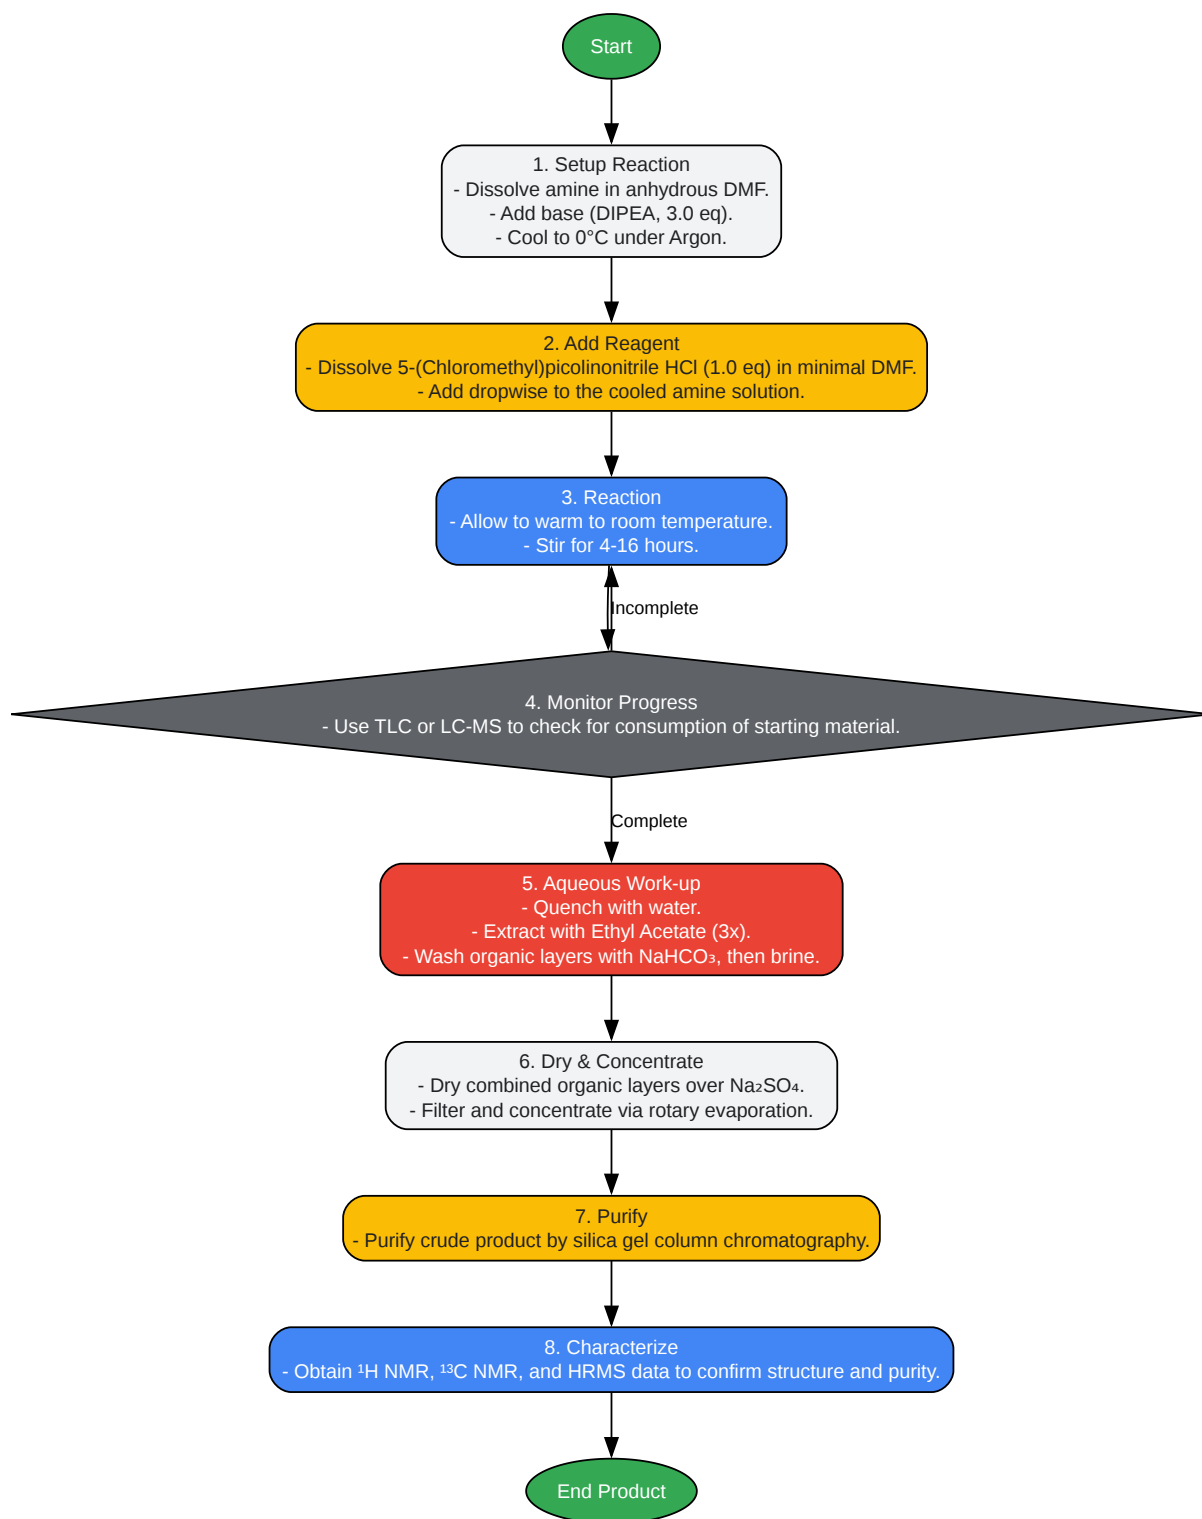 Start
1. Setup Reaction
- Dissolve amine in anhydrous DMF.
- Add base (DIPEA, 3.0 eq).
- Cool to 0°C under Argon.
2. Add Reagent
- Dissolve 5-(Chloromethyl)picolinonitrile HCl (1.0 eq) in minimal DMF.
- Add dropwise to the cooled amine solution.
3. Reaction
- Allow to warm to room temperature.
- Stir for 4-16 hours.
Incomplete
4. Monitor Progress
- Use TLC or LC-MS to check for consumption of starting material.
Complete
5. Aqueous Work-up
- Quench with water.
- Extract with Ethyl Acetate (3x).
- Wash organic layers with NaHCO₃, then brine.
6. Dry & Concentrate
- Dry combined organic layers over Na₂SO₄.
- Filter and concentrate via rotary evaporation.
7. Purify
- Purify crude product by silica gel column chromatography.
8. Characterize
- Obtain ¹H NMR, ¹³C NMR, and HRMS data to confirm structure and purity.
End Product